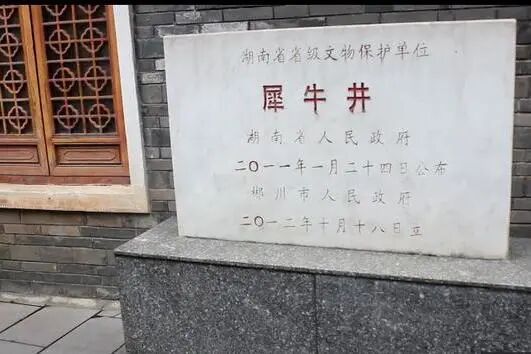 湖南省省级文物保护单位
犀牛井
湖南省人民政府
二〇一一年一月二十四日公布
郴州市人民政府
二〇一二年十月十八日立